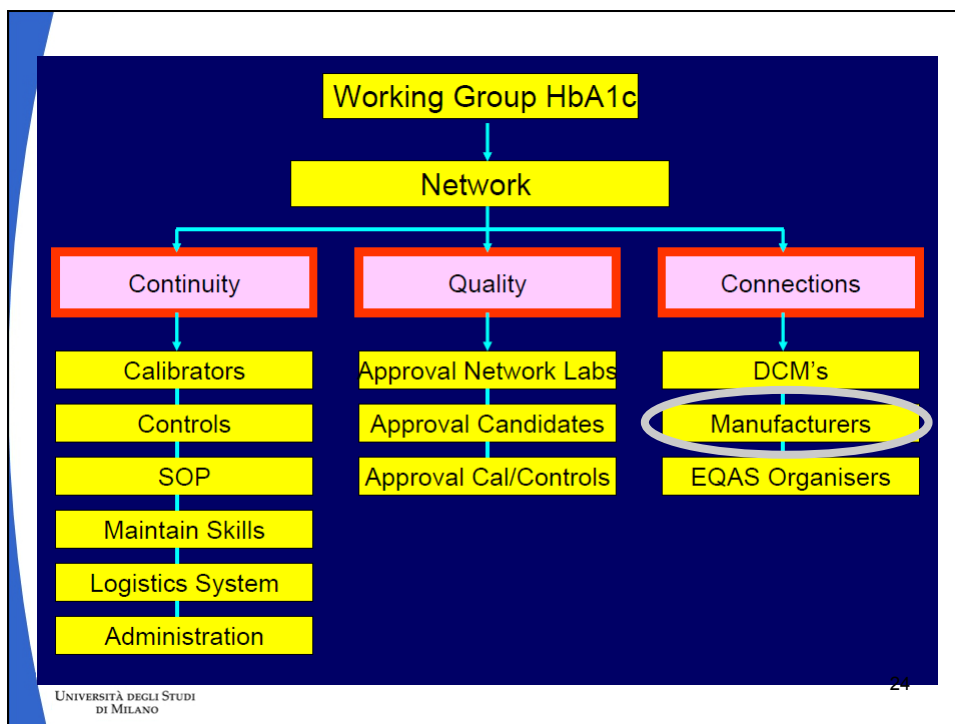 Working Group HbA1c
Network
Continuity
Quality
Connections
Calibrators
Controls
SOP
Maintain Skills
Logistics System
Administration
Approval Network Labs
Approval Candidates
Approval Cal/Controls
DCM's
Manufacturers
EQAS Organisers
UNIVERSITÀ DEGLI STUDI
DI MILANO
24